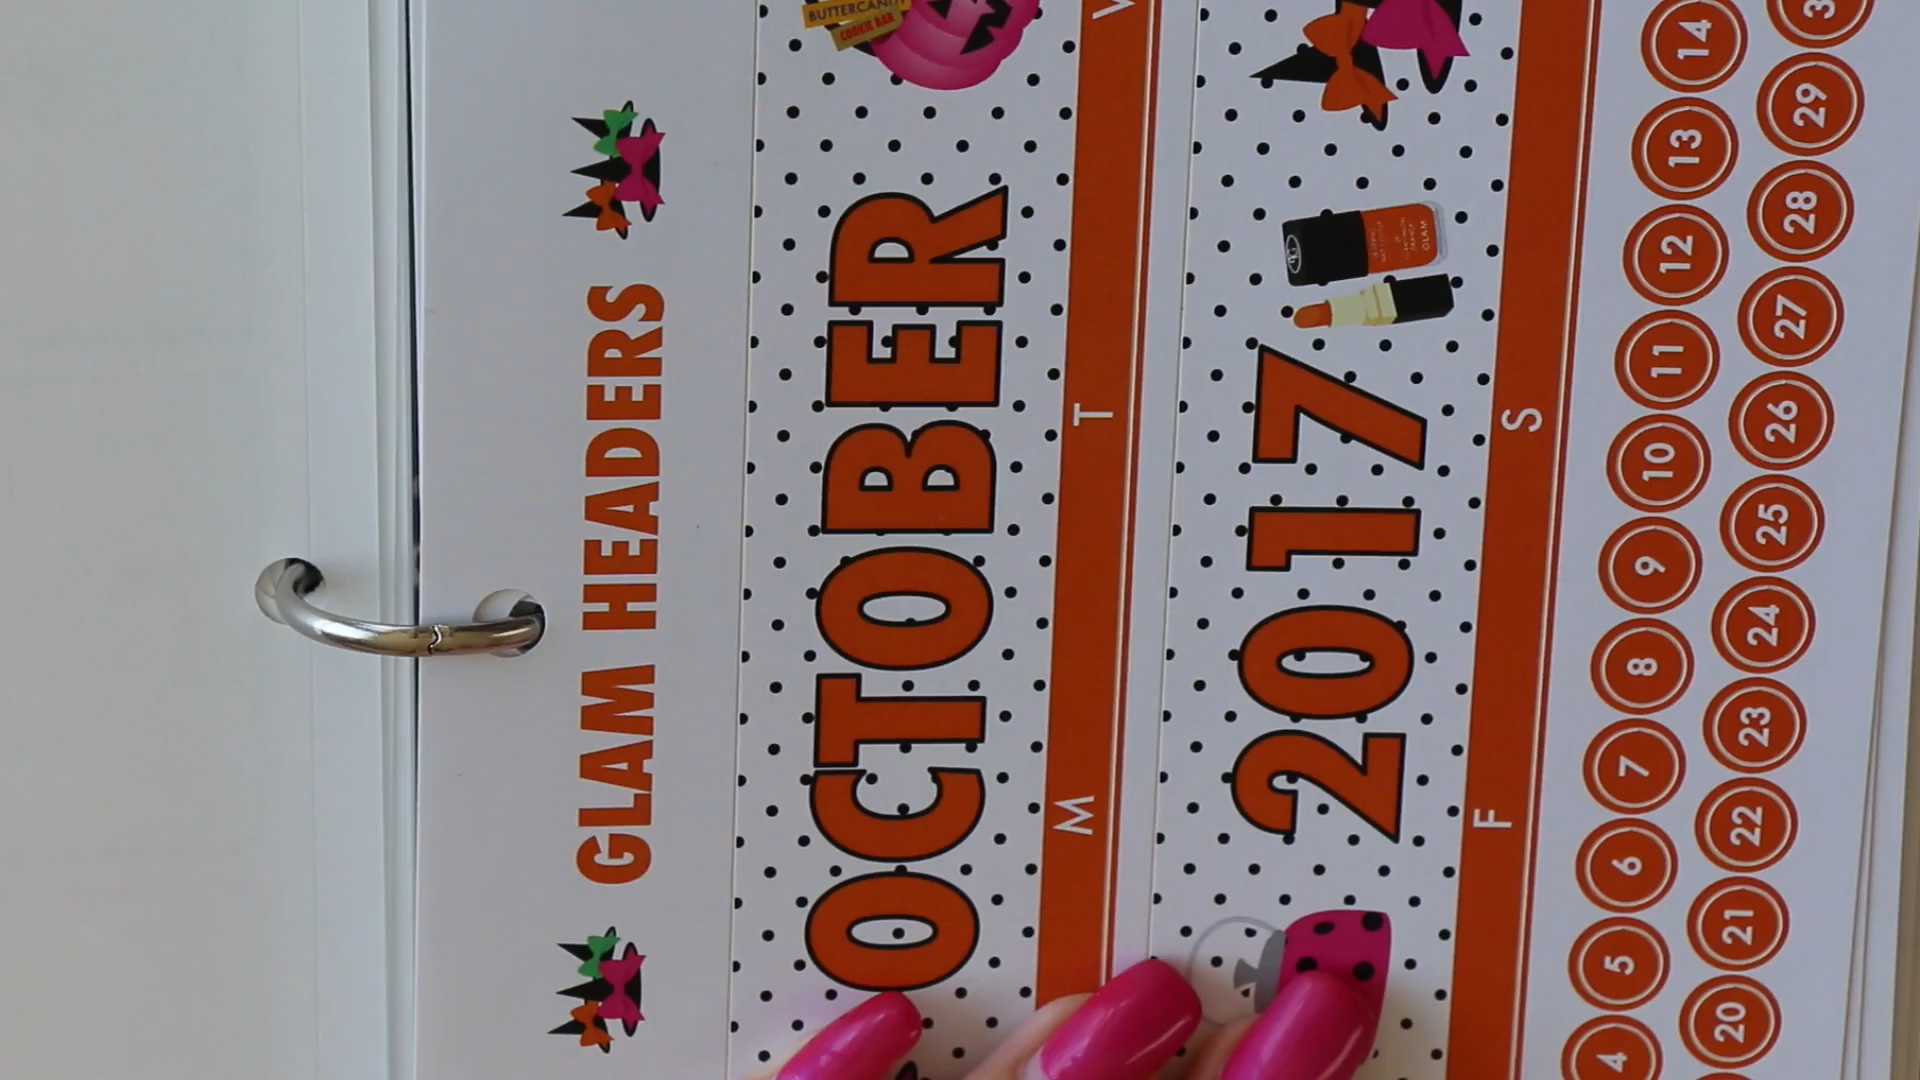 GLAM HEADERS
BUTTERCANDY
COOKIE BAR
OCTOBER
M T
2017
GLAM
F S
4 5 6 7 8 9 10 11 12 13 14
20 21 22 23 24 25 26 27 28 29